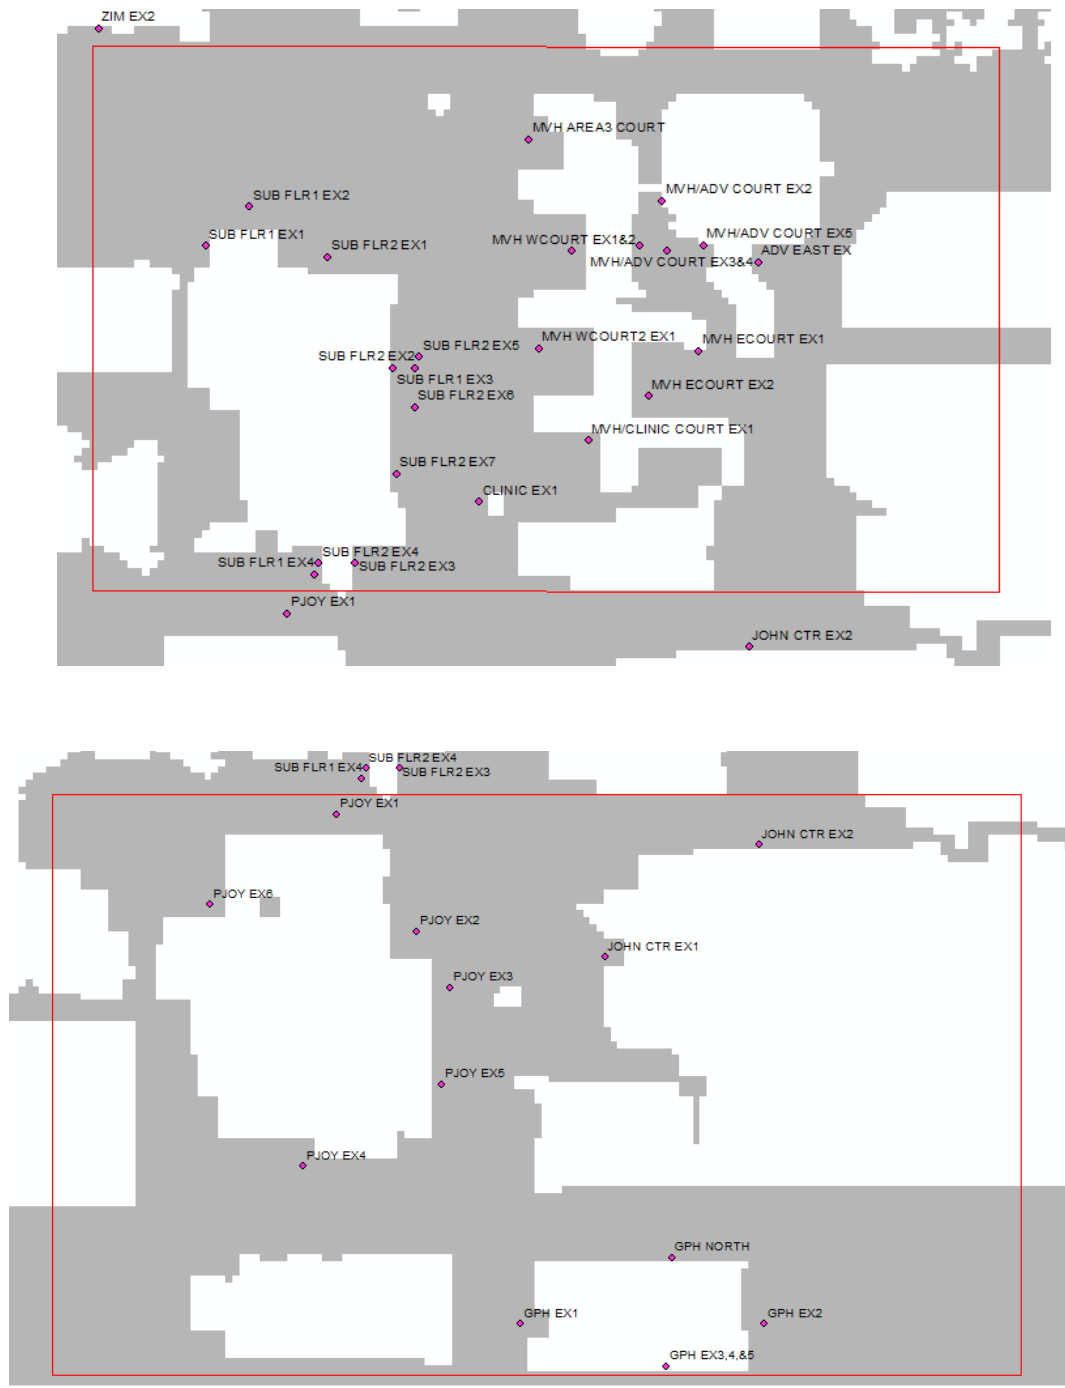 ZIM EX2
MVH AREA3 COURT
SUB FLR1 EX2
MVH/ADV COURT EX2
SUB FLR1 EX1
SUB FLR2 EX1
MVH WCOURT EX1&2
MVH/ADV COURT EX5
ADV EAST EX
MVH/ADV COURT EX3&4
MVH WCOURT2 EX1
MVH ECOURT EX1
SUB FLR2 EX5
SUB FLR2 EX2
SUB FLR1 EX3
MVH ECOURT EX2
SUB FLR2 EX6
MVH/CLINIC COURT EX1
SUB FLR2 EX7
CLINIC EX1
SUB FLR2 EX4
SUB FLR1 EX4
SUB FLR2 EX3
PJOY EX1
JOHN CTR EX2
SUB FLR2 EX4
SUB FLR1 EX4
SUB FLR2 EX3
PJOY EX1
JOHN CTR EX2
PJOY EX6
PJOY EX2
JOHN CTR EX1
PJOY EX3
PJOY EX5
PJOY EX4
GPH NORTH
GPH EX1
GPH EX2
GPH EX3,4,&5